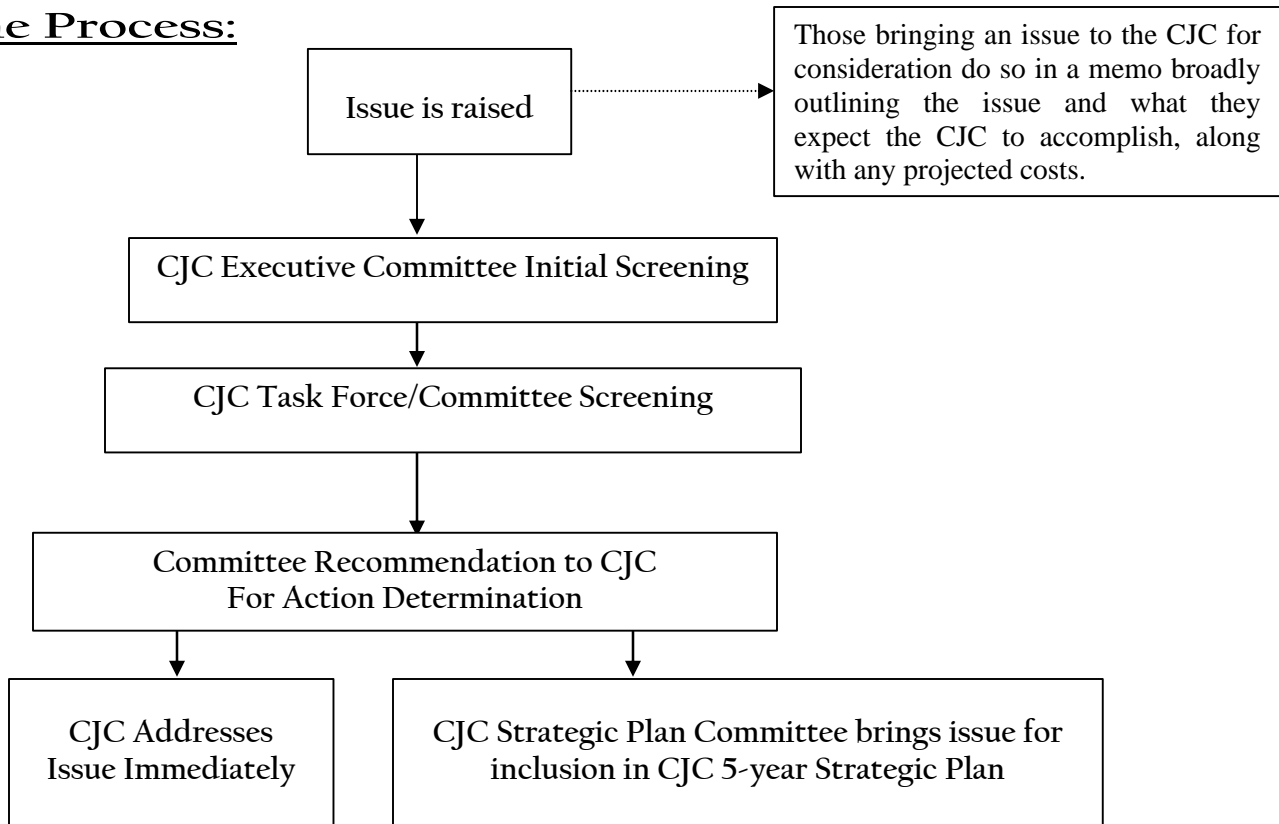 ne Process:
Issue is raised
Those bringing an issue to the CJC for
consideration do so in a memo broadly
outlining the issue and what they
expect the CJC to accomplish, along
with any projected costs.
CJC Executive Committee Initial Screening
CJC Task Force/Committee Screening
Committee Recommendation to CJC
For Action Determination
CJC Addresses
Issue Immediately
CJC Strategic Plan Committee brings issue for
inclusion in CJC 5-year Strategic Plan